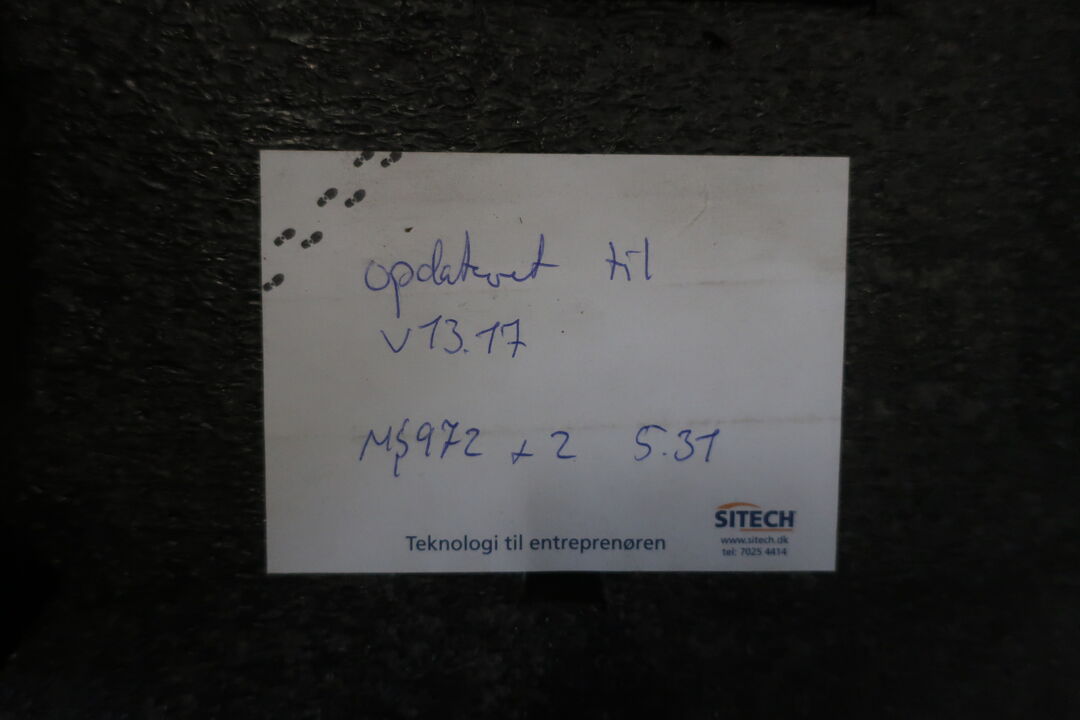 opdateret til
v13.17
MS972 x 2 5.31
Teknologi til entreprenøren
SITECH
www.sitech.dk
tel: 7025 4414